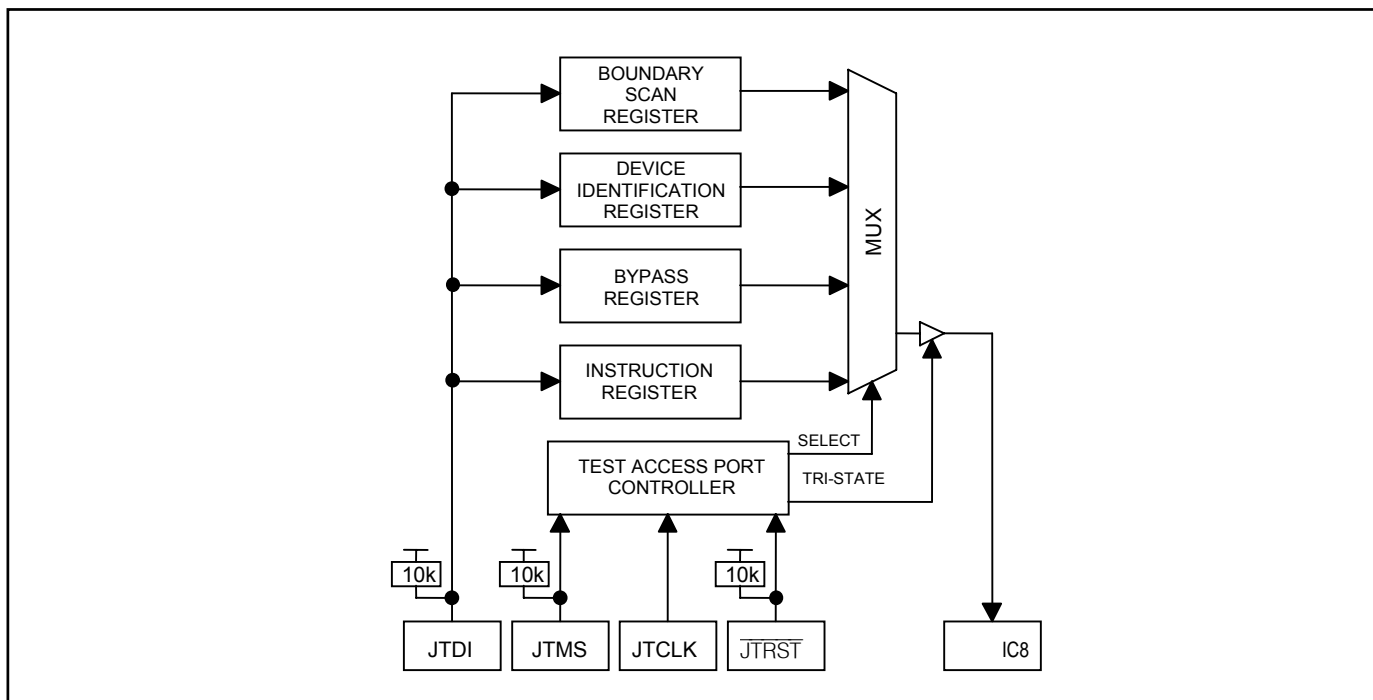 BOUNDARY
SCAN
REGISTER
DEVICE
IDENTIFICATION
REGISTER
BYPASS
REGISTER
INSTRUCTION
REGISTER
MUX
SELECT
TEST ACCESS PORT
CONTROLLER
TRI-STATE
10k
10k
10k
JTDI
JTMS
JTCLK
JTRST
IC8